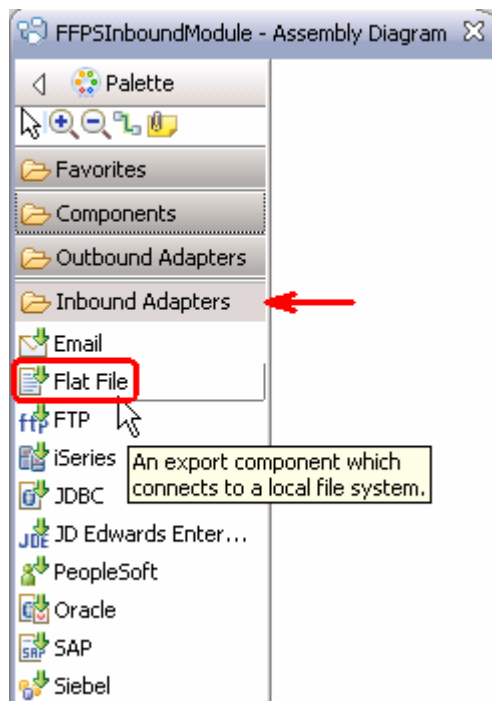 FFPSInboundModule - Assembly Diagram
Palette
Favorites
Components
Outbound Adapters
Inbound Adapters
Email
Flat File
FTP
iSeries
An export component which
connects to a local file system.
JDBC
JD Edwards Enter...
PeopleSoft
Oracle
SAP
Siebel